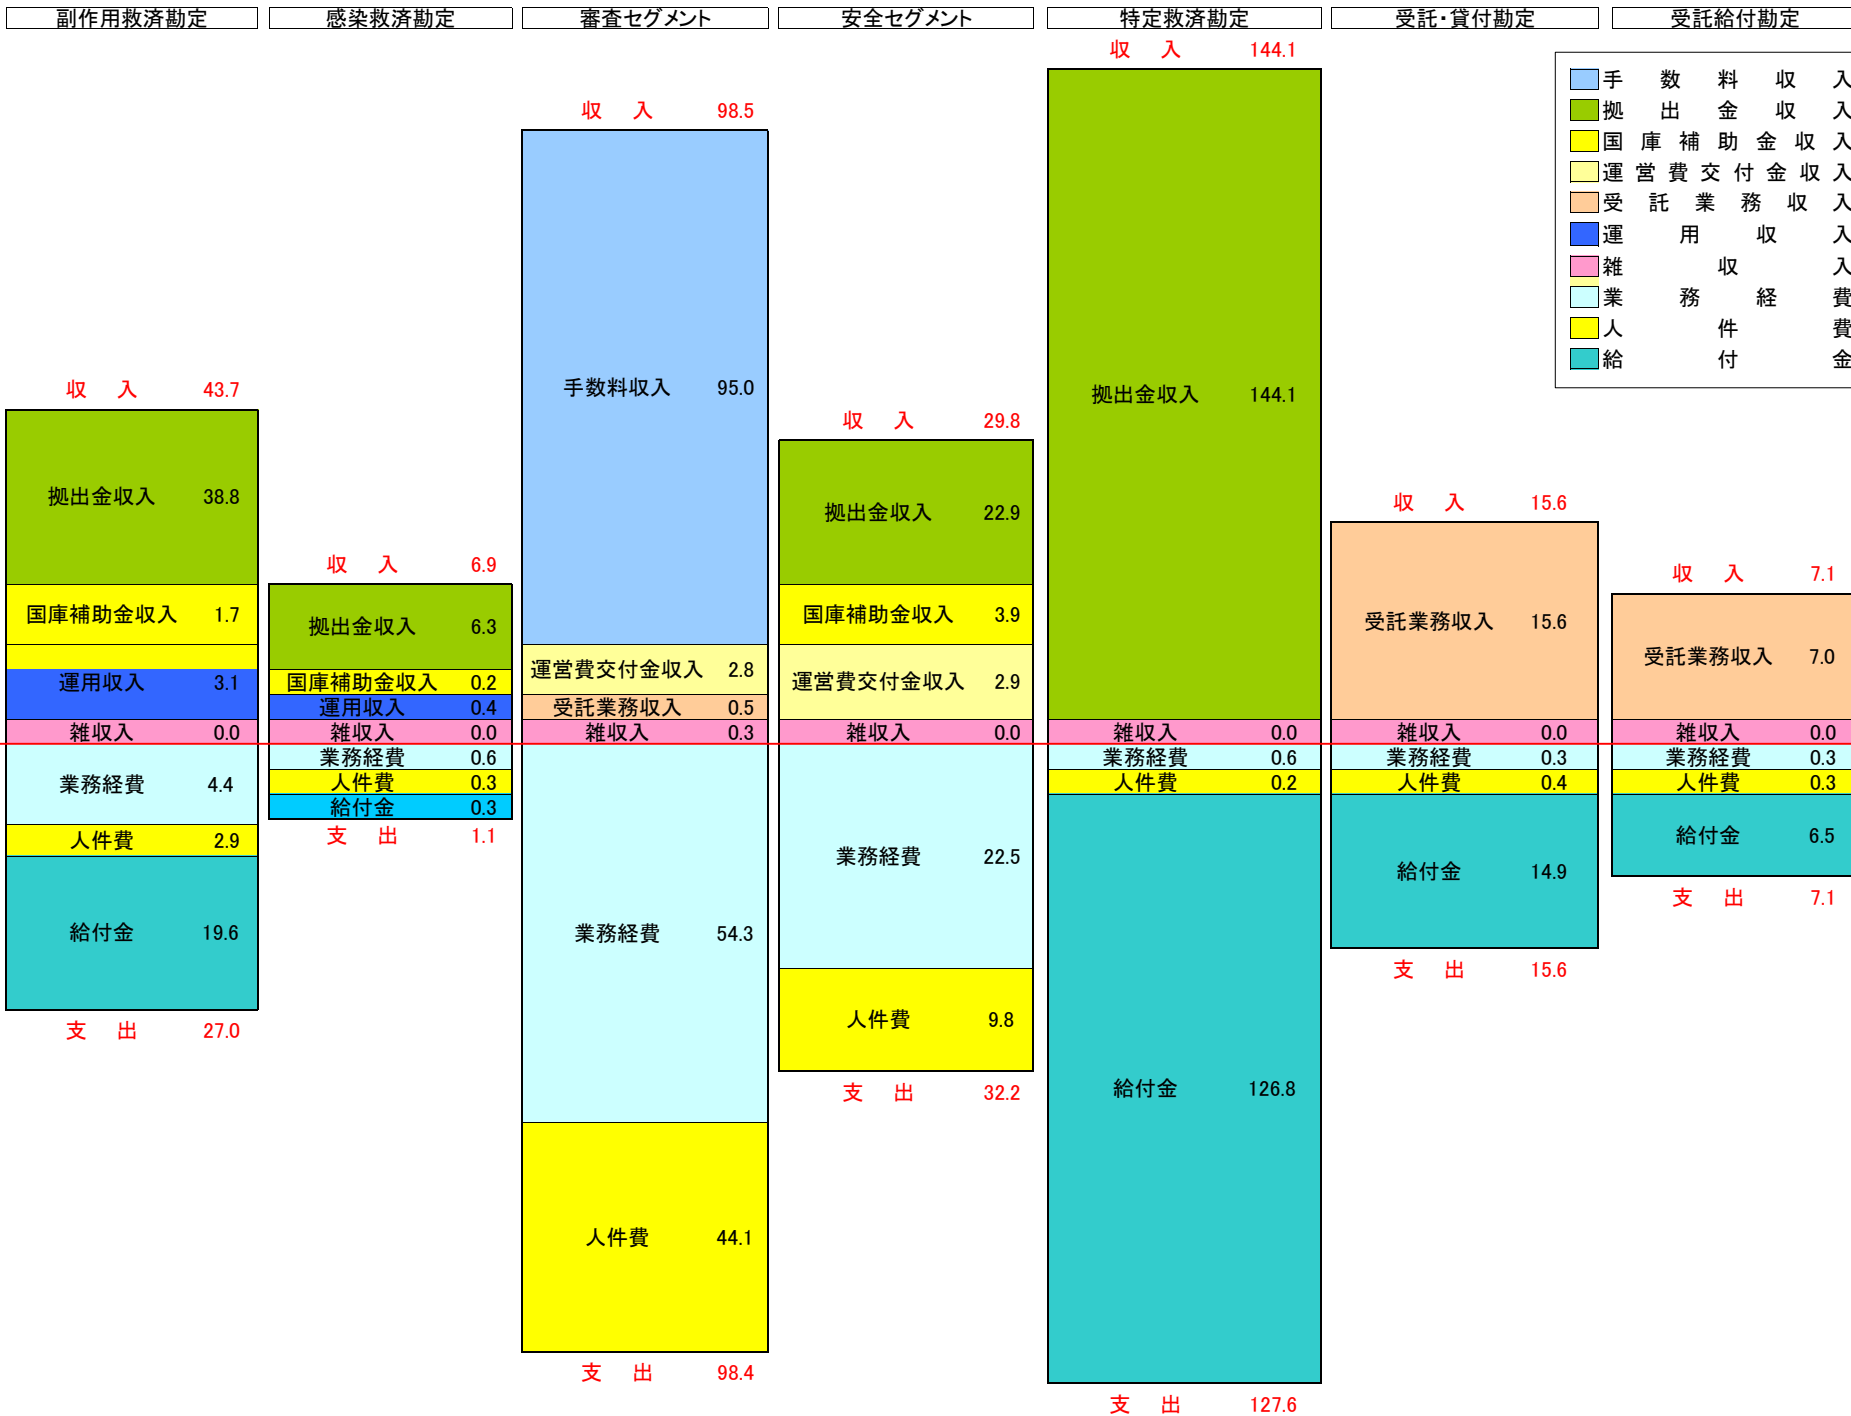 副作用救済勘定
感染救済勘定
審査セグメント
安全セグメント
特定救済勘定
受託・貸付勘定
受託給付勘定
手数料収入
拠出金収入
国庫補助金収入
運営費交付金収入
受託業務収入
運用収入
雑収入
業務経費
人件費
給付金
収入 43.7
拠出金収入 38.8
国庫補助金収入 1.7
運用収入 3.1
雑収入 0.0
業務経費 4.4
人件費 2.9
給付金 19.6
支出 27.0
収入 6.9
拠出金収入 6.3
国庫補助金収入 0.2
運用収入 0.4
雑収入 0.0
業務経費 0.6
人件費 0.3
給付金 0.3
支出 1.1
収入 98.5
手数料収入 95.0
運営費交付金収入 2.8
受託業務収入 0.5
雑収入 0.3
業務経費 54.3
人件費 44.1
支出 98.4
収入 29.8
拠出金収入 22.9
国庫補助金収入 3.9
運営費交付金収入 2.9
雑収入 0.0
業務経費 22.5
人件費 9.8
支出 32.2
収入 144.1
拠出金収入 144.1
雑収入 0.0
業務経費 0.6
人件費 0.2
給付金 126.8
支出 127.6
収入 15.6
受託業務収入 15.6
雑収入 0.0
業務経費 0.3
人件費 0.4
給付金 14.9
支出 15.6
収入 7.1
受託業務収入 7.0
雑収入 0.0
業務経費 0.3
人件費 0.3
給付金 6.5
支出 7.1